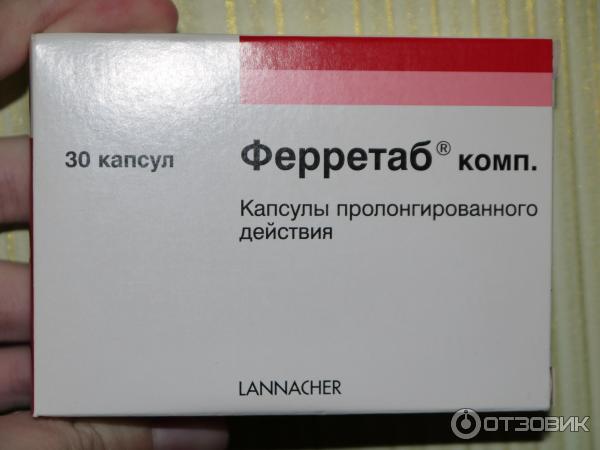 30 капсул
Ферретаб® комп.
Капсулы пролонгированного
действия
LANNACHER
ОТЗОВИК